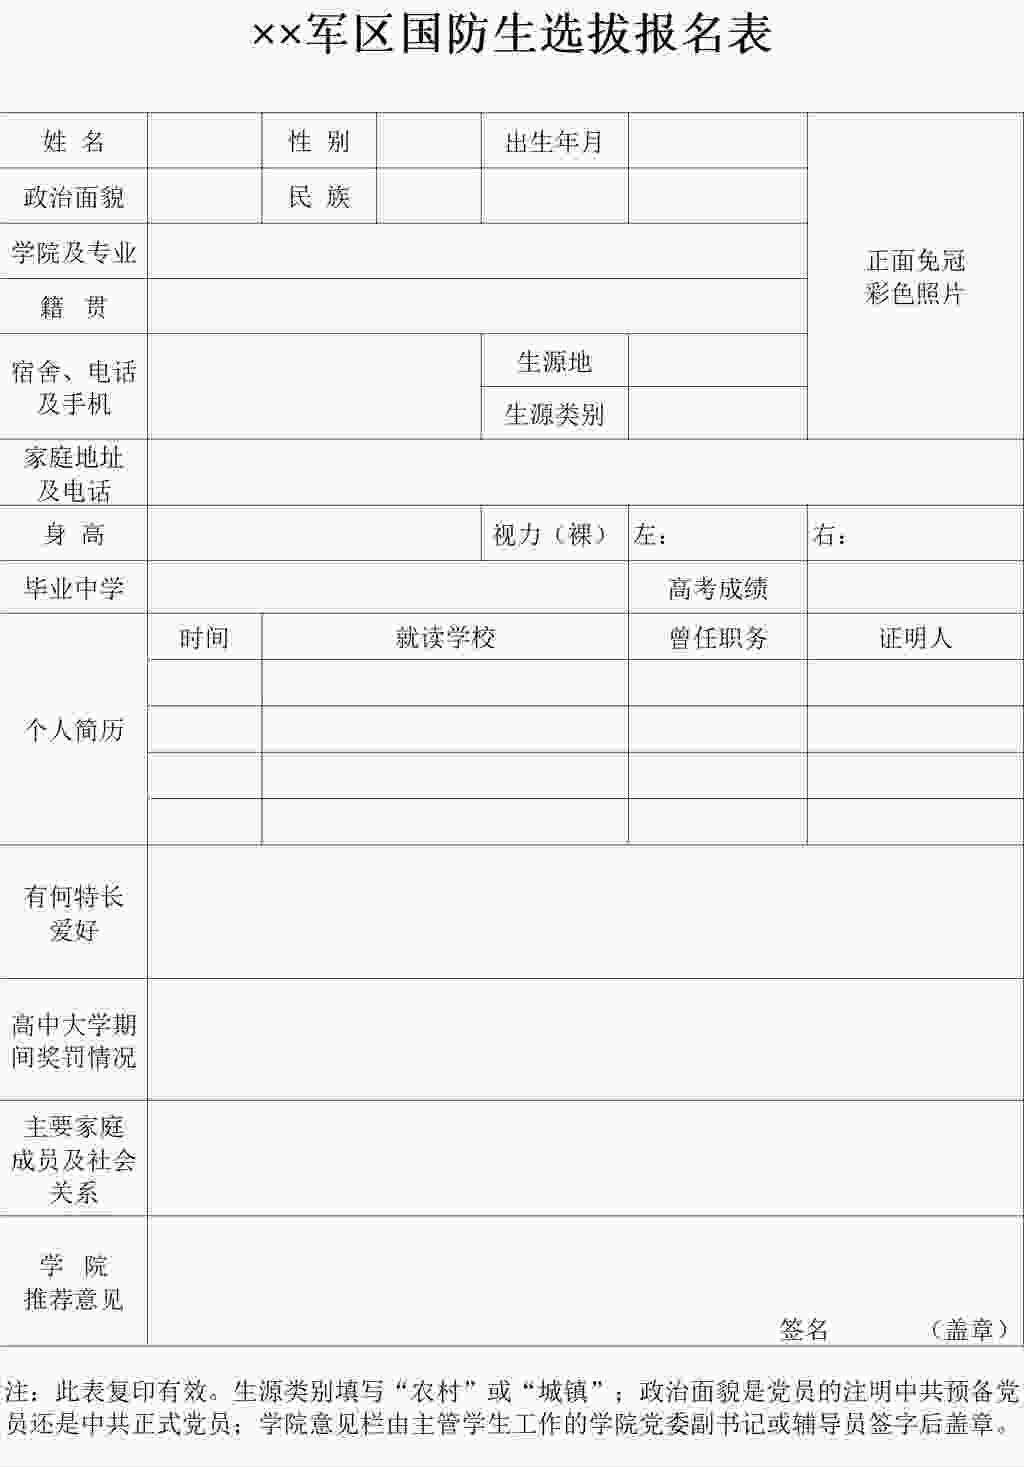 ××军区国防生选拔报名表
姓 名 性 别 出生年月
政治面貌 民 族
学院及专业
正面免冠
彩色照片
籍 贯
宿舍、电话
及手机
生源地
生源类别
家庭地址
及电话
身 高 视力（裸） 左： 右：
毕业中学 高考成绩
个人简历
时间 就读学校 曾任职务 证明人
有何特长
爱好
高中大学期
间奖罚情况
主要家庭
成员及社会
关系
学 院
推荐意见
签名 （盖章）
注：此表复印有效。生源类别填写“农村”或“城镇”；政治面貌是党员的注明中共预备党
员还是中共正式党员；学院意见栏由主管学生工作的学院党委副书记或辅导员签字后盖章。